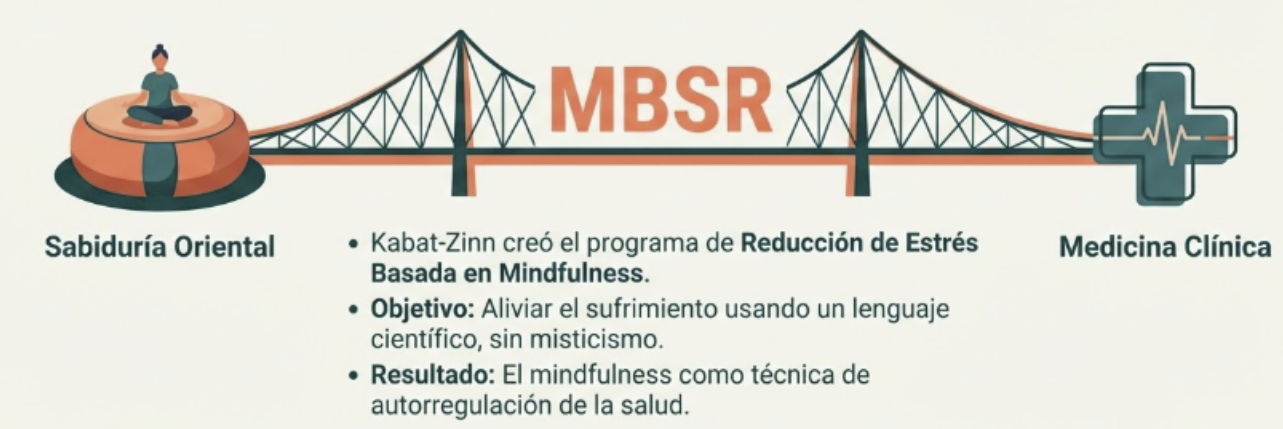 MBSR
Sabiduría Oriental
• Kabat-Zinn creó el programa de Reducción de Estrés
Basada en Mindfulness.
• Objetivo: Aliviar el sufrimiento usando un lenguaje
científico, sin misticismo.
• Resultado: El mindfulness como técnica de
autorregulación de la salud.
Medicina Clínica